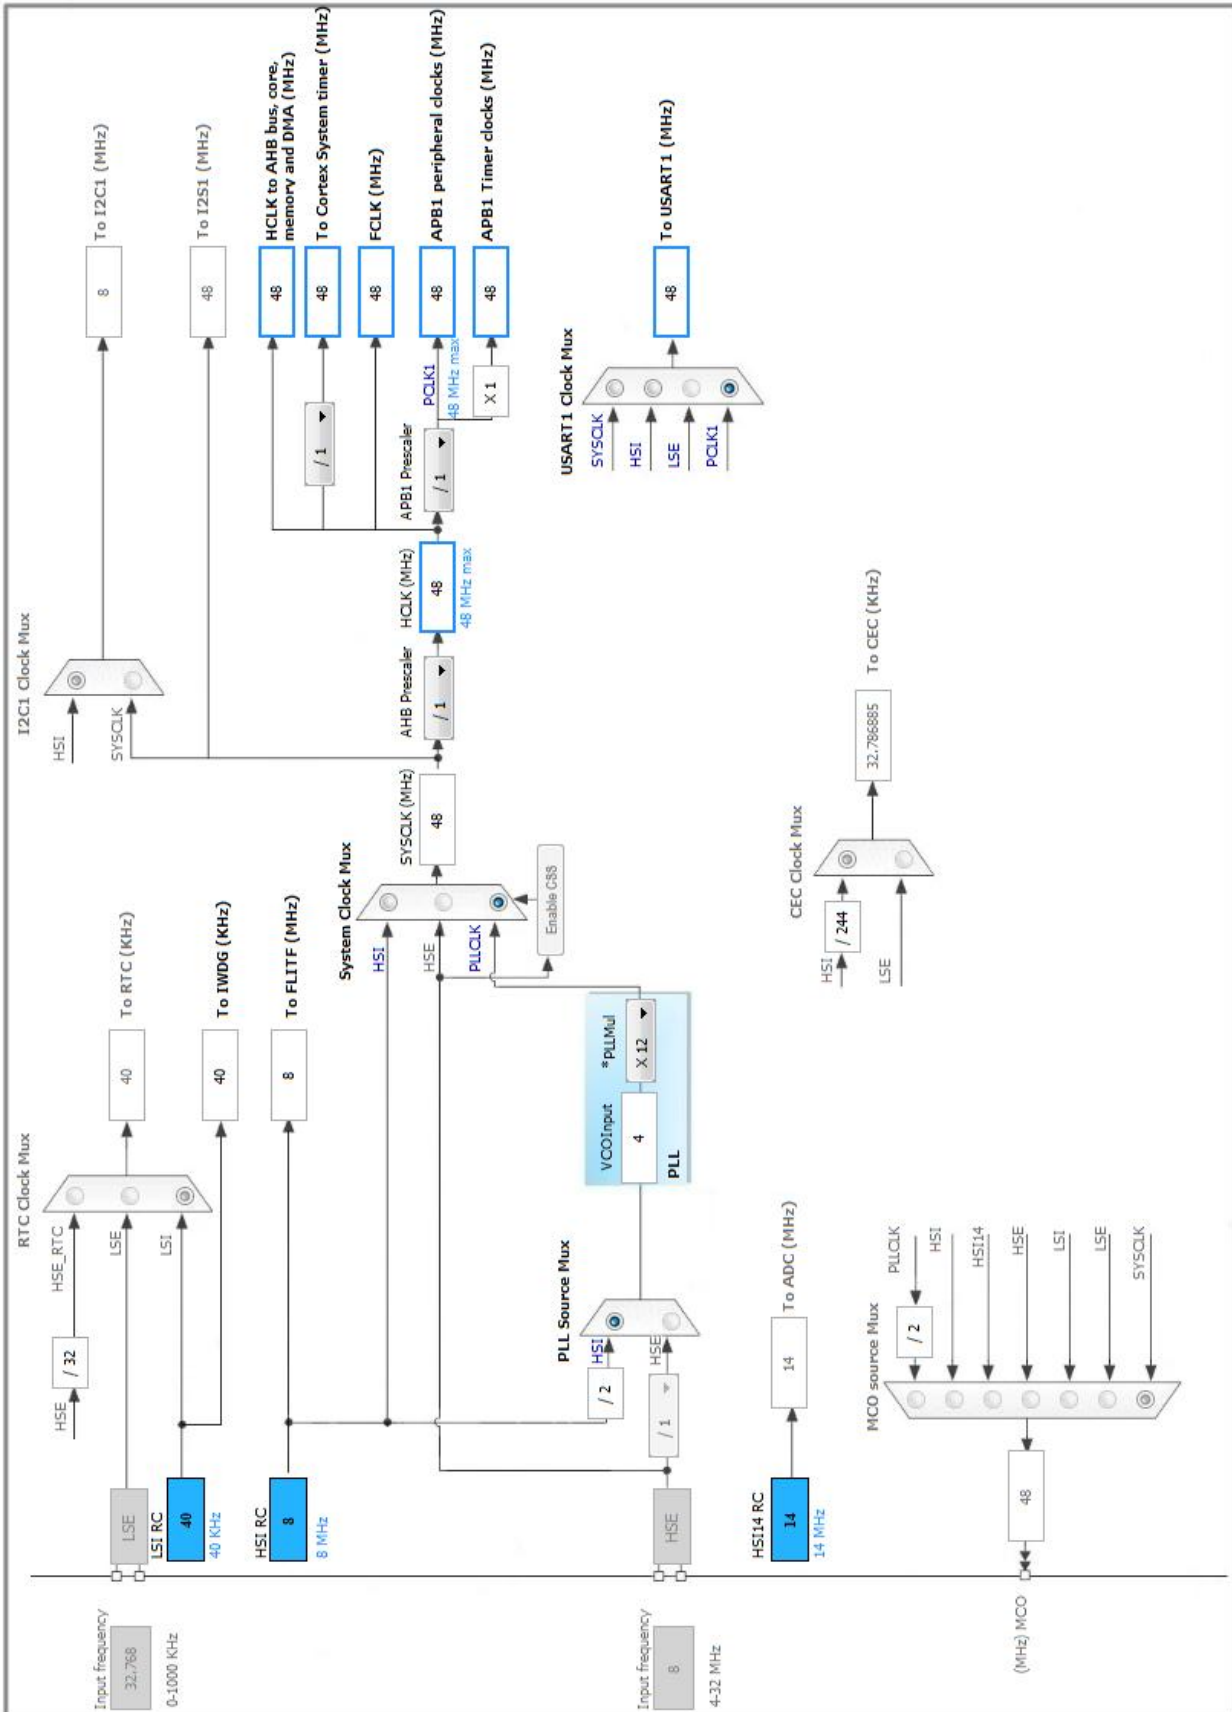 Input frequency
32.768
0-1000 KHz
LSE
LSI RC
40
40 KHz
HSI RC
8
8 MHz
HSE
/ 32
HSE_RTC
LSE
LSI
RTC Clock Mux
40
To RTC (KHz)
40
To IWDG (KHz)
8
To FLITF (MHz)
Input frequency
8
4-32 MHz
HSE
/ 1
/ 2
HSI
HSE
PLL Source Mux
VCOInput
4
*PLLMul
X 12
PLL
System Clock Mux
HSI
HSE
PLLCLK
Enable CSS
SYSCLK (MHz)
48
AHB Prescaler
/ 1
HCLK (MHz)
48
48 MHz max
APB1 Prescaler
/ 1
PCLK1
48 MHz max
X 1
/ 1
I2C1 Clock Mux
HSI
SYSCLK
8
To I2C1 (MHz)
48
To I2S1 (MHz)
48
HCLK to AHB bus, core,
memory and DMA (MHz)
48
To Cortex System timer (MHz)
48
FCLK (MHz)
48
APB1 peripheral clocks (MHz)
48
APB1 Timer clocks (MHz)
USART1 Clock Mux
SYSCLK
HSI
LSE
PCLK1
48
To USART1 (MHz)
HSI14 RC
14
14 MHz
14
To ADC (MHz)
CEC Clock Mux
HSI
/ 244
LSE
32.786885
To CEC (KHz)
MCO source Mux
PLLCLK
/ 2
HSI
HSI14
HSE
LSI
LSE
SYSCLK
48
(MHz) MCO